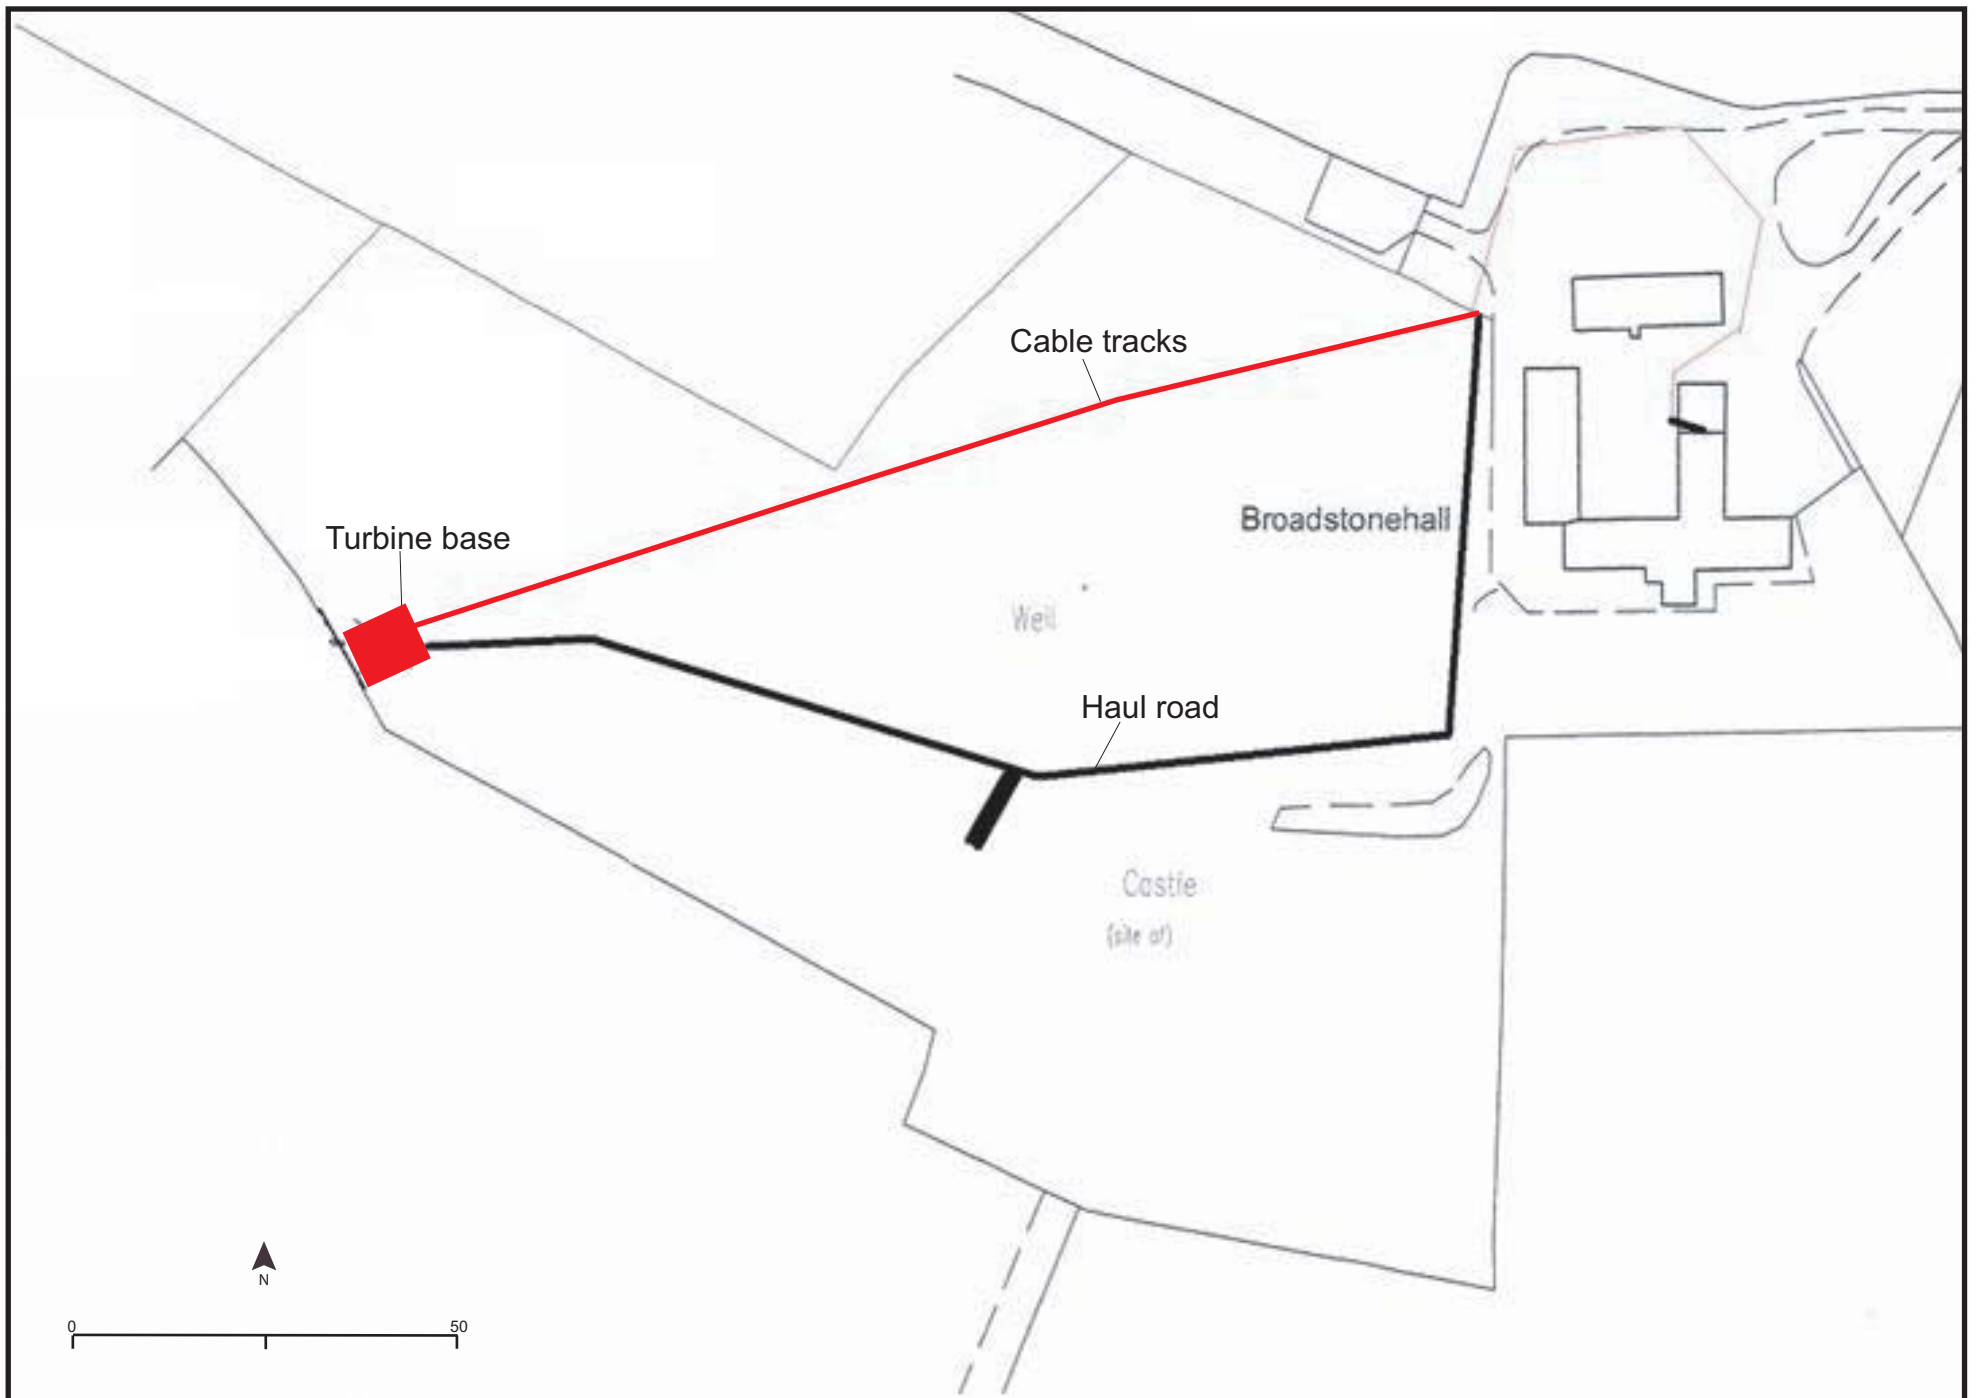 Cable tracks
Broadstonehall
Turbine base
Well
Haul road
Castle
(site of)
N
0
50